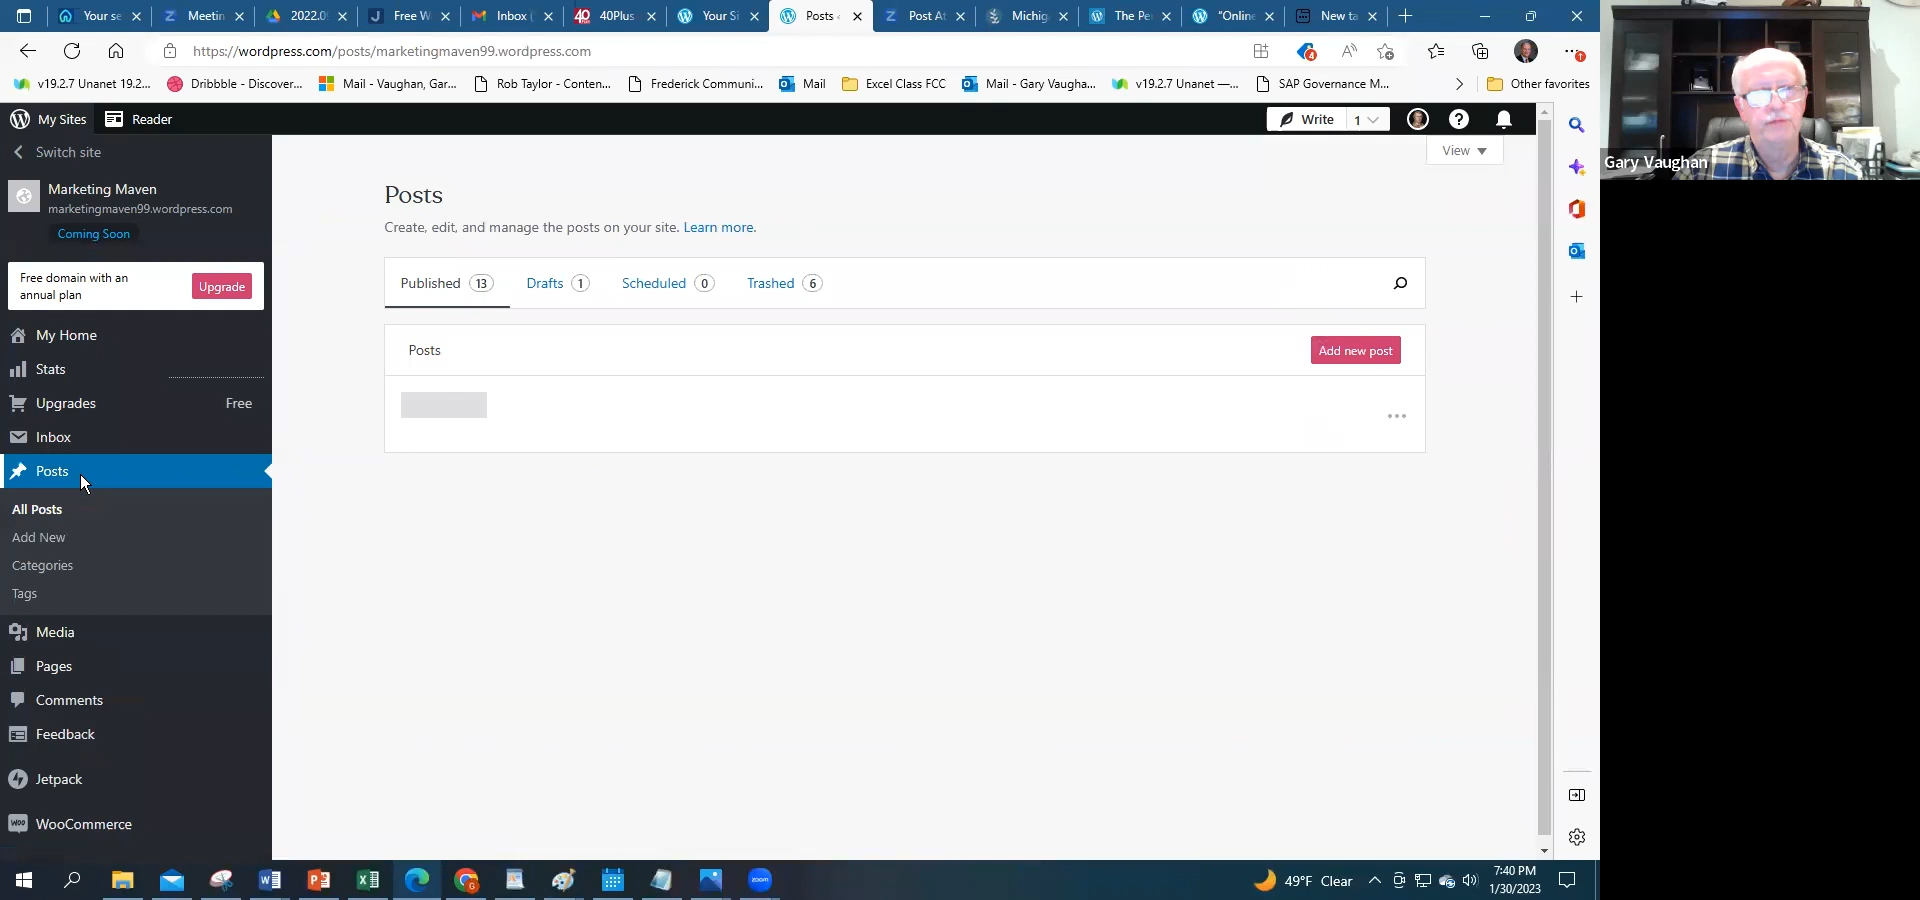 Your se
Meetin
2022.0
Free W
Inbox
40 40Plus
Your Si
Posts
Post At
Michig
The Pe
"Online
New ta
https://wordpress.com/posts/marketingmaven99.wordpress.com
v19.2.7 Unanet 19.2...
Dribbble - Discover...
Mail - Vaughan, Gar...
Rob Taylor - Conten...
Frederick Communi...
Mail
Excel Class FCC
Mail - Gary Vaugha...
v19.2.7 Unanet —...
SAP Governance M...
Other favorites
My Sites
Reader
Write
1
Switch site
View
Marketing Maven
marketingmaven99.wordpress.com
Coming Soon
Free domain with an
annual plan
Upgrade
My Home
Stats
Upgrades
Free
Inbox
Posts
All Posts
Add New
Categories
Tags
Media
Pages
Comments
Feedback
Jetpack
WooCommerce
Posts
Create, edit, and manage the posts on your site. Learn more.
Published 13
Drafts 1
Scheduled 0
Trashed 6
Posts
Add new post
Gary Vaughan
zoom
49°F Clear
7:40 PM
1/30/2023